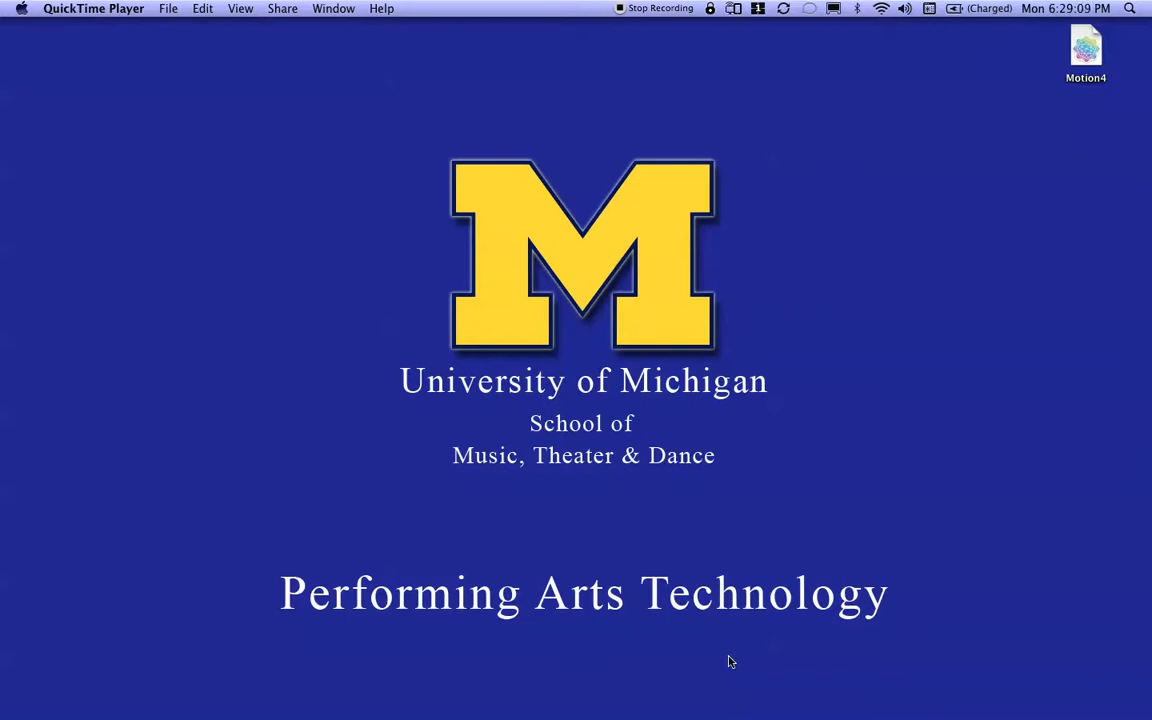 QuickTime Player File Edit View Share Window Help Stop Recording 1 (Charged) Mon 6:29:09 PM
Motion4
M
University of Michigan
School of
Music, Theater & Dance
Performing Arts Technology